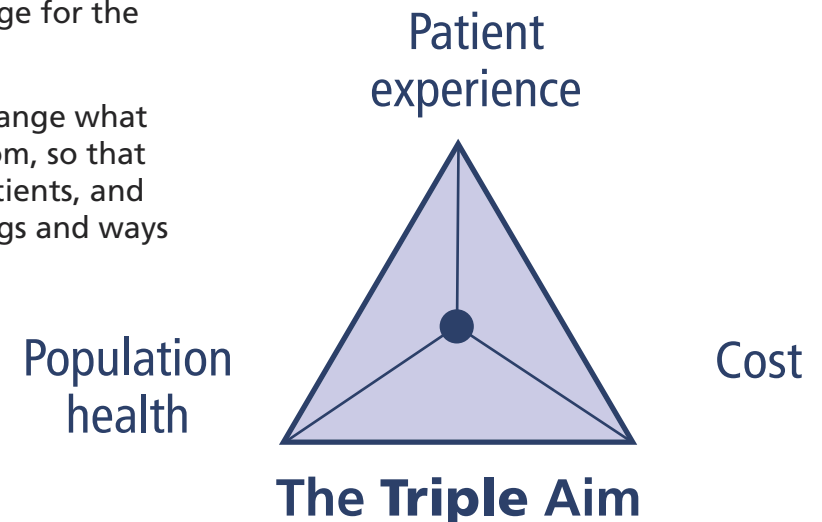 ge for the
ange what
om, so that
tients, and
gs and ways
Patient
experience
Population
health
Cost
The Triple Aim